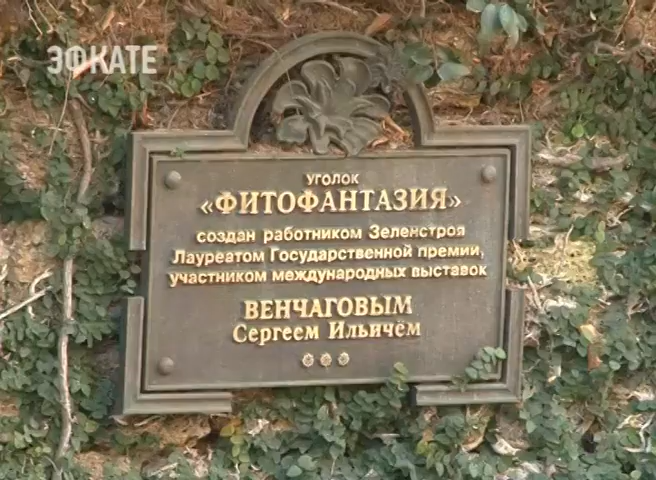 ЭФКАТЕ
УГОЛОК
«ФИТОФАНТАЗИЯ»
создан работником Зеленстроя
Лауреатом Государственной премии,
участником международных выставок
ВЕНЧАГОВЫМ
Сергеем Ильичём